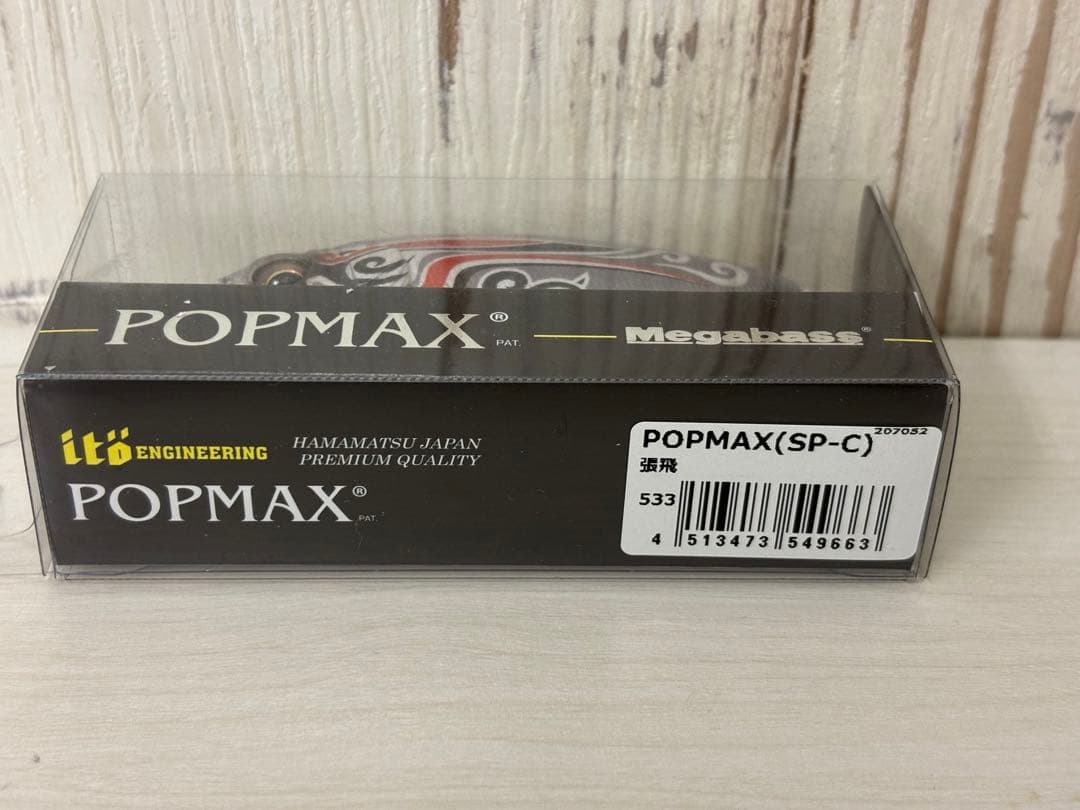 POPMAX® PAT. Megabass®
itö ENGINEERING
HAMAMATSU JAPAN
PREMIUM QUALITY
POPMAX® PAT.
207052
POPMAX(SP-C)
張飛
533
4 513473 549663